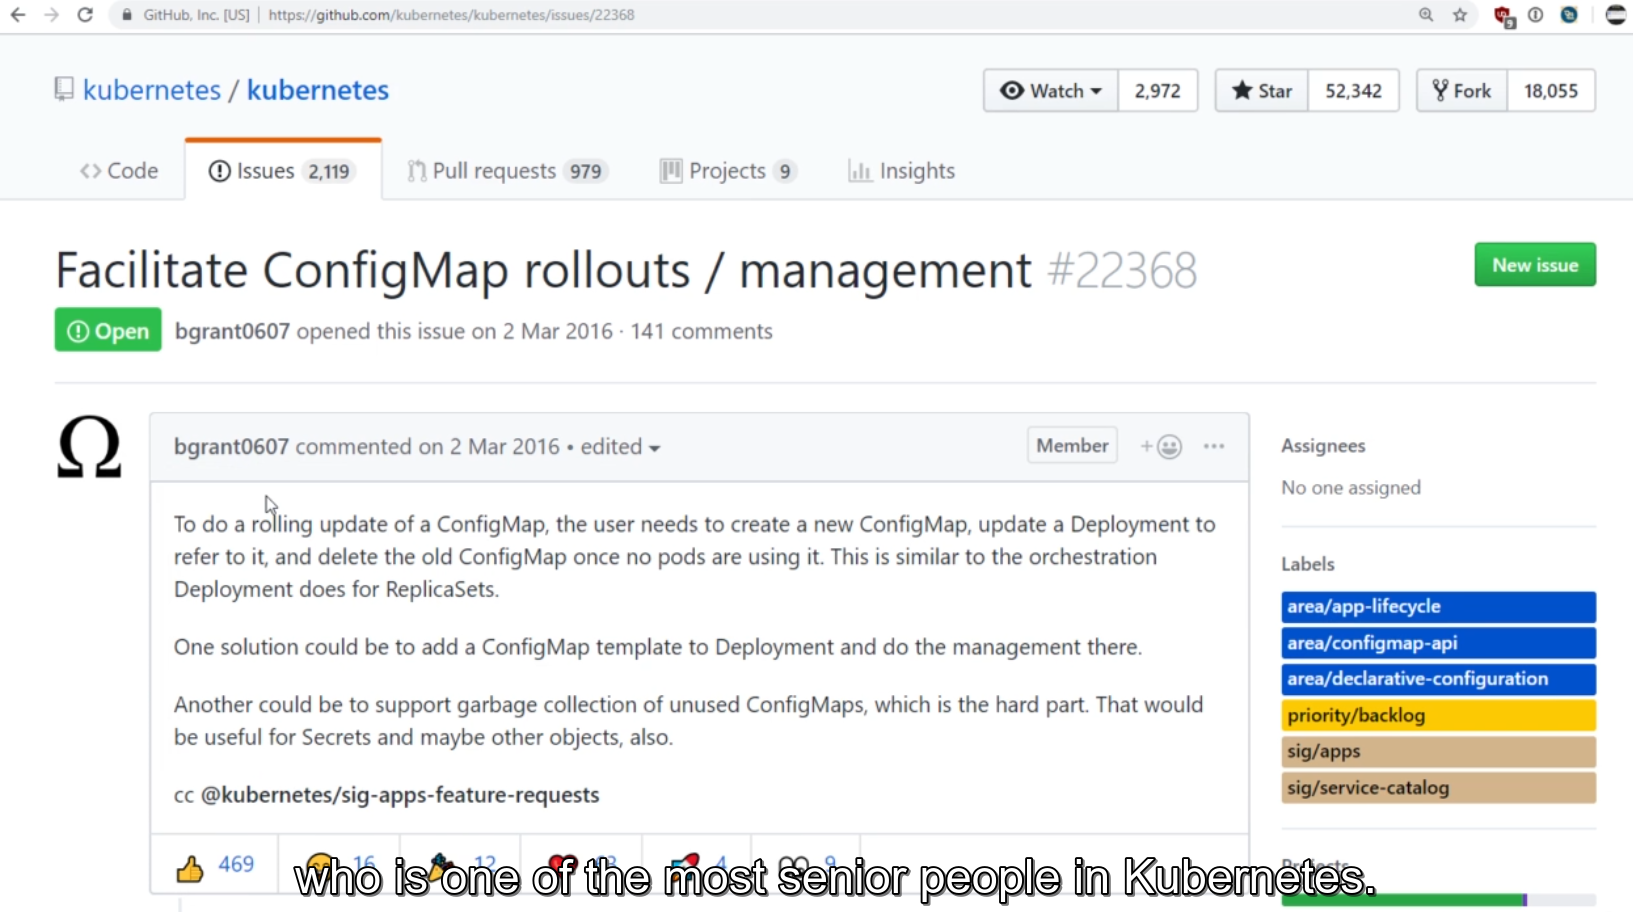 GitHub, Inc. [US] | https://github.com/kubernetes/kubernetes/issues/22368
9
kubernetes / kubernetes
Watch 2,972
Star 52,342
Fork 18,055
Code
Issues 2,119
Pull requests 979
Projects 9
Insights
Facilitate ConfigMap rollouts / management #22368
New issue
Open bgrant0607 opened this issue on 2 Mar 2016 · 141 comments
Ω
bgrant0607 commented on 2 Mar 2016 • edited
Member
To do a rolling update of a ConfigMap, the user needs to create a new ConfigMap, update a Deployment to
refer to it, and delete the old ConfigMap once no pods are using it. This is similar to the orchestration
Deployment does for ReplicaSets.
One solution could be to add a ConfigMap template to Deployment and do the management there.
Another could be to support garbage collection of unused ConfigMaps, which is the hard part. That would
be useful for Secrets and maybe other objects, also.
cc @kubernetes/sig-apps-feature-requests
469 16 12 4 9
Assignees
No one assigned
Labels
area/app-lifecycle
area/configmap-api
area/declarative-configuration
priority/backlog
sig/apps
sig/service-catalog
Projects
who is one of the most senior people in Kubernetes.